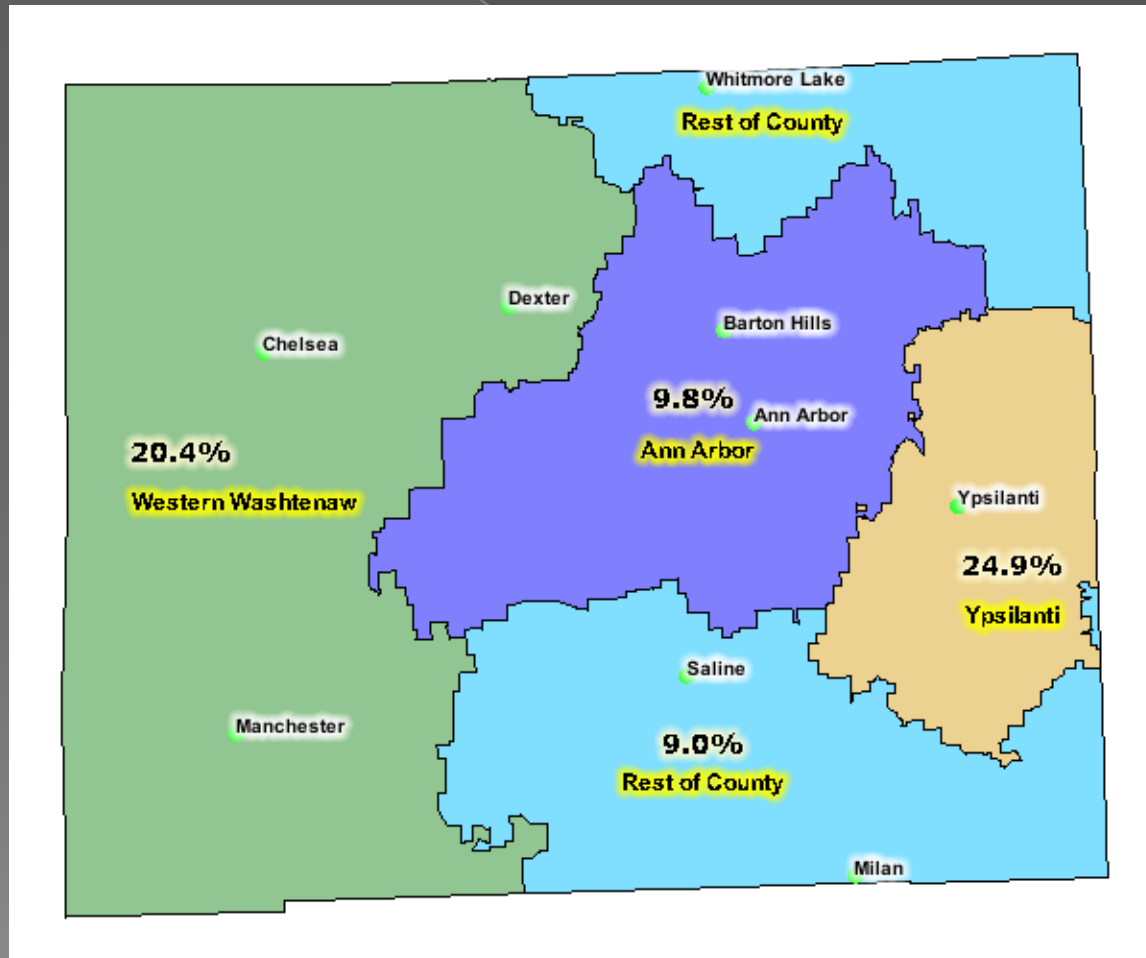 Whitmore Lake
Rest of County
Dexter
Barton Hills
Chelsea
9.8%
Ann Arbor
Ann Arbor
20.4%
Western Washtenaw
Ypsilanti
24.9%
Ypsilanti
Saline
Manchester
9.0%
Rest of County
Milan